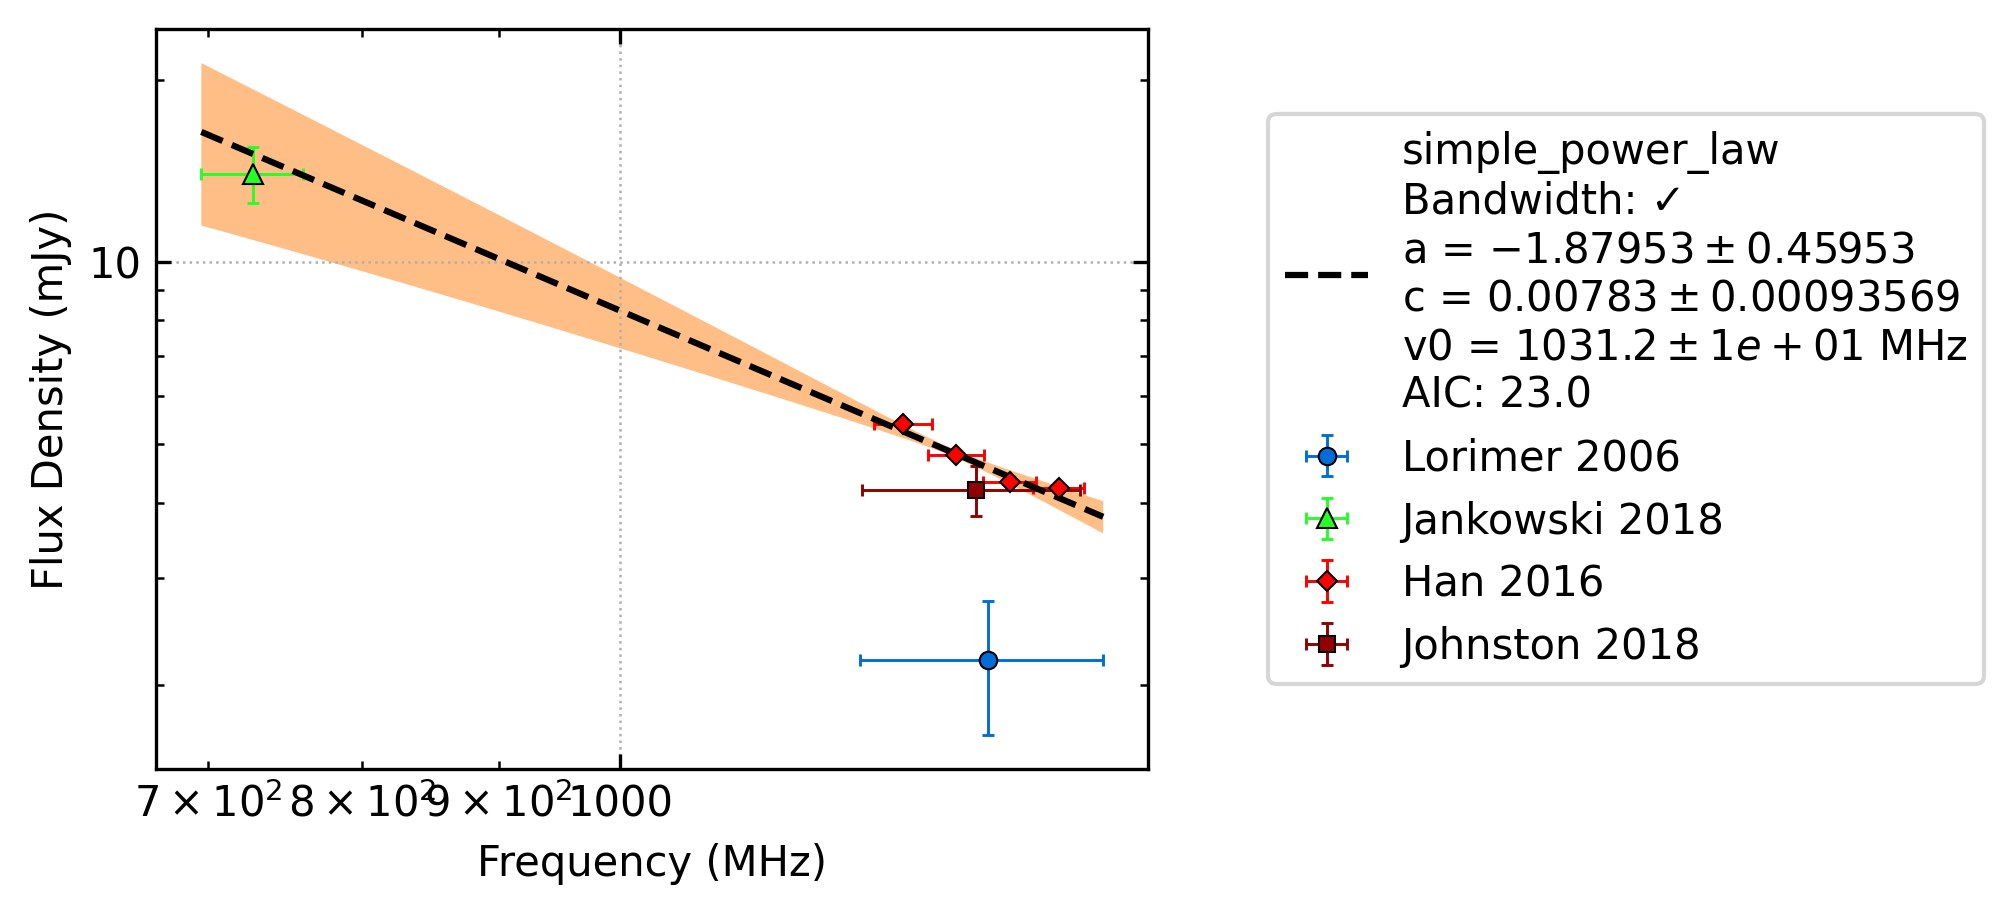 Flux Density (mJy)
10
7 × 10² 8 × 10² 9 × 10² 1000
Frequency (MHz)
simple_power_law
Bandwidth: ✓
a = −1.87953 ± 0.45953
c = 0.00783 ± 0.00093569
v0 = 1031.2 ± 1e + 01 MHz
AIC: 23.0
Lorimer 2006
Jankowski 2018
Han 2016
Johnston 2018